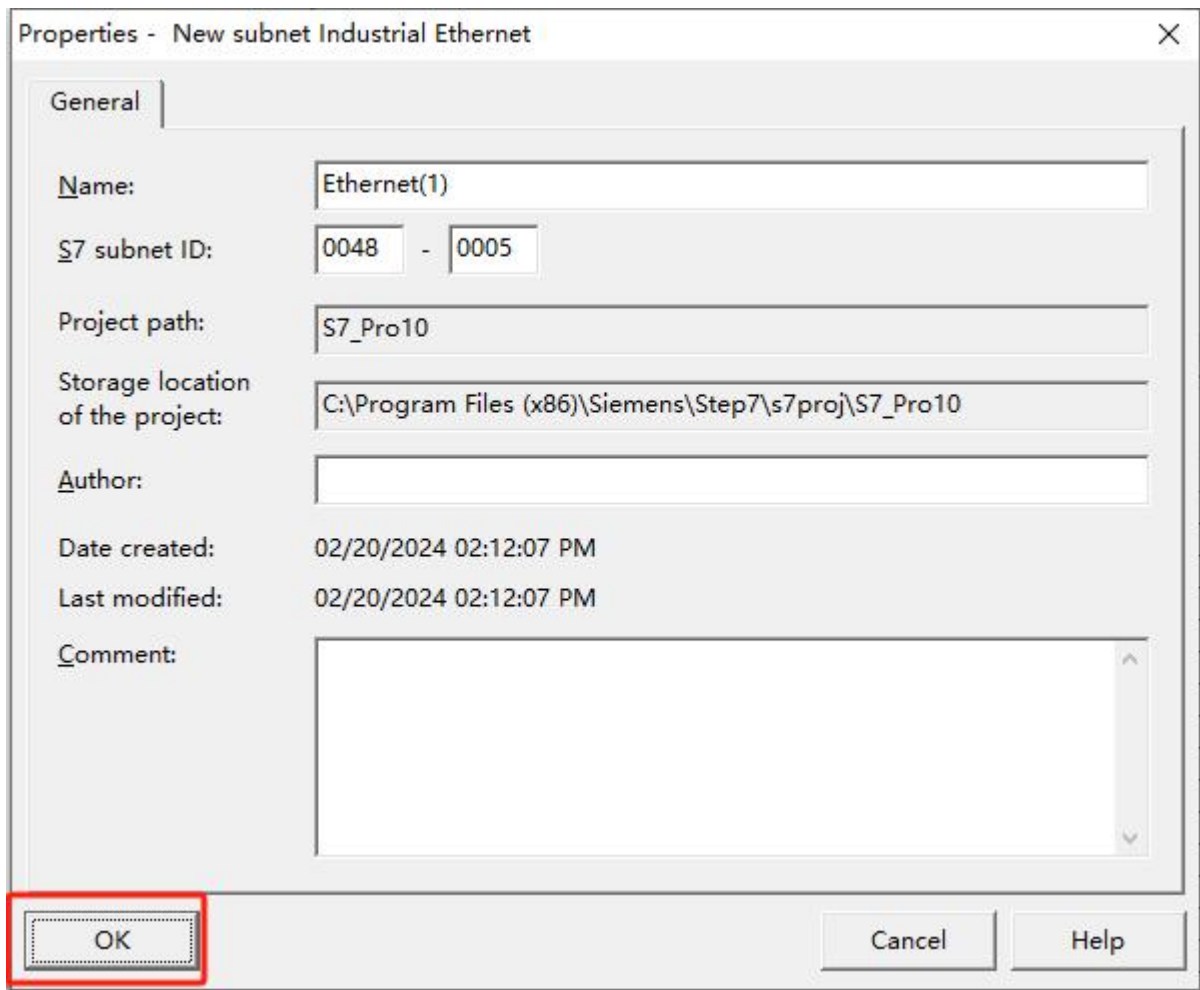 Properties - New subnet Industrial Ethernet
General
Name: Ethernet(1)
S7 subnet ID: 0048 - 0005
Project path: S7_Pro10
Storage location
of the project: C:\Program Files (x86)\Siemens\Step7\s7proj\S7_Pro10
Author:
Date created: 02/20/2024 02:12:07 PM
Last modified: 02/20/2024 02:12:07 PM
Comment:
OK Cancel Help